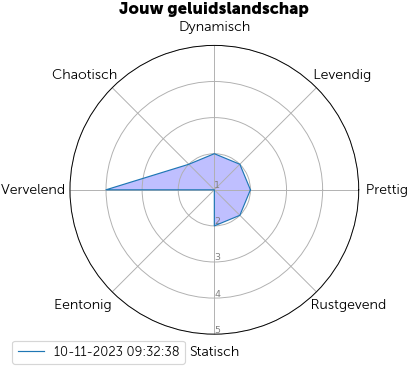 Jouw geluidslandschap
Dynamisch
Chaotisch
Levendig
Vervelend
1
Prettig
2
3
4
Eentonig
Rustgevend
5
10-11-2023 09:32:38
Statisch